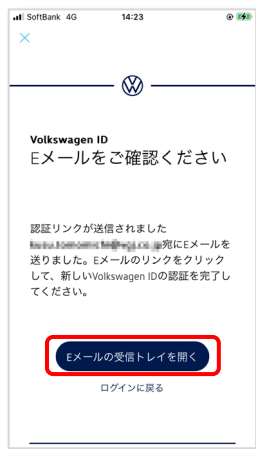 SoftBank 4G 14:23
Volkswagen ID
Eメールをご確認ください
認証リンクが送信されました
宛にEメールを
送りました。Eメールのリンクをクリック
して、新しいVolkswagen IDの認証を完了し
てください。
Eメールの受信トレイを開く
ログインに戻る